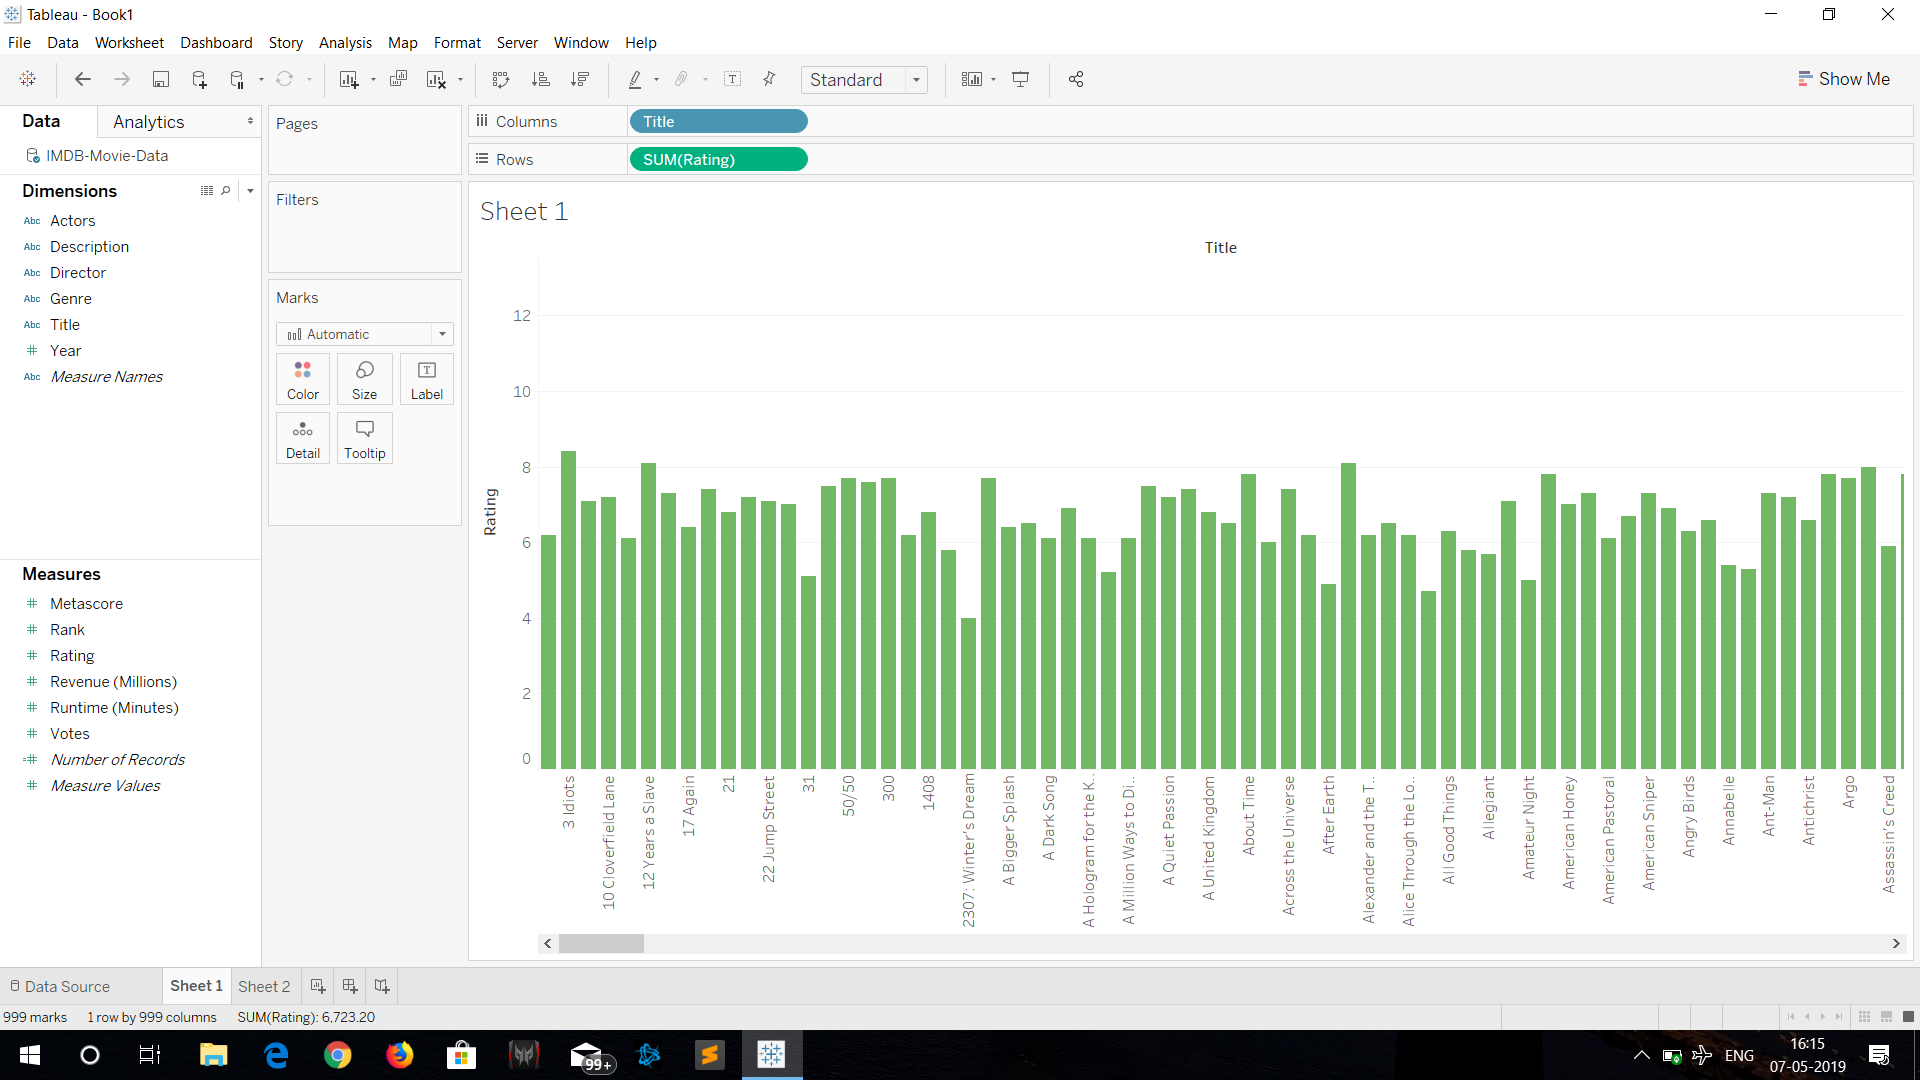 Tableau - Book1
File Data Worksheet Dashboard Story Analysis Map Format Server Window Help
Standard
Show Me
Data Analytics
IMDB-Movie-Data
Dimensions
Abc Actors
Abc Description
Abc Director
Abc Genre
Abc Title
# Year
Abc Measure Names
Measures
# Metascore
# Rank
# Rating
# Revenue (Millions)
# Runtime (Minutes)
# Votes
=# Number of Records
# Measure Values
Pages
Filters
Marks
Automatic
Color Size Label
Detail Tooltip
Columns Title
Rows SUM(Rating)
Sheet 1
Title
Rating
12
10
8
6
4
2
0
3 Idiots
10 Cloverfield Lane
12 Years a Slave
17 Again
21
22 Jump Street
31
50/50
300
1408
2307: Winter's Dream
A Bigger Splash
A Dark Song
A Hologram for the K..
A Million Ways to Di..
A Quiet Passion
A United Kingdom
About Time
Across the Universe
After Earth
Alexander and the T..
Alice Through the Lo..
All Good Things
Allegiant
Amateur Night
American Honey
American Pastoral
American Sniper
Angry Birds
Annabelle
Ant-Man
Antichrist
Argo
Assassin's Creed
Data Source Sheet 1 Sheet 2
999 marks 1 row by 999 columns SUM(Rating): 6,723.20
99+
ENG
16:15
07-05-2019